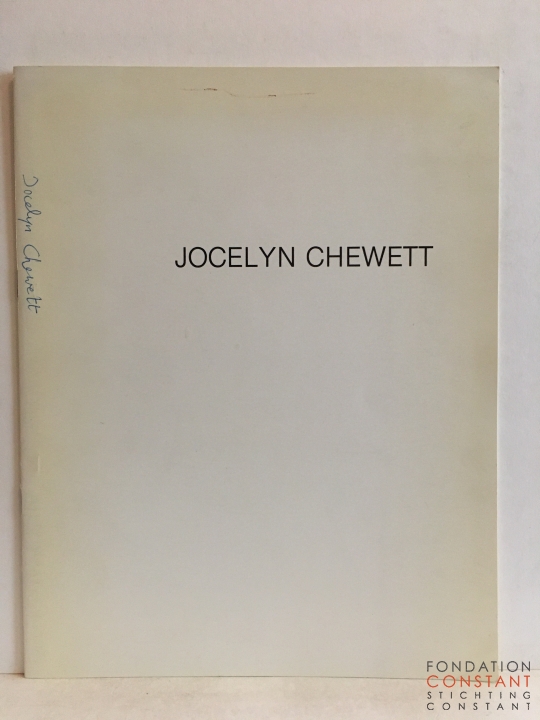 Jocelyn Chewett
JOCELYN CHEWETT
FONDATION
CONSTANT
STICHTING
CONSTANT